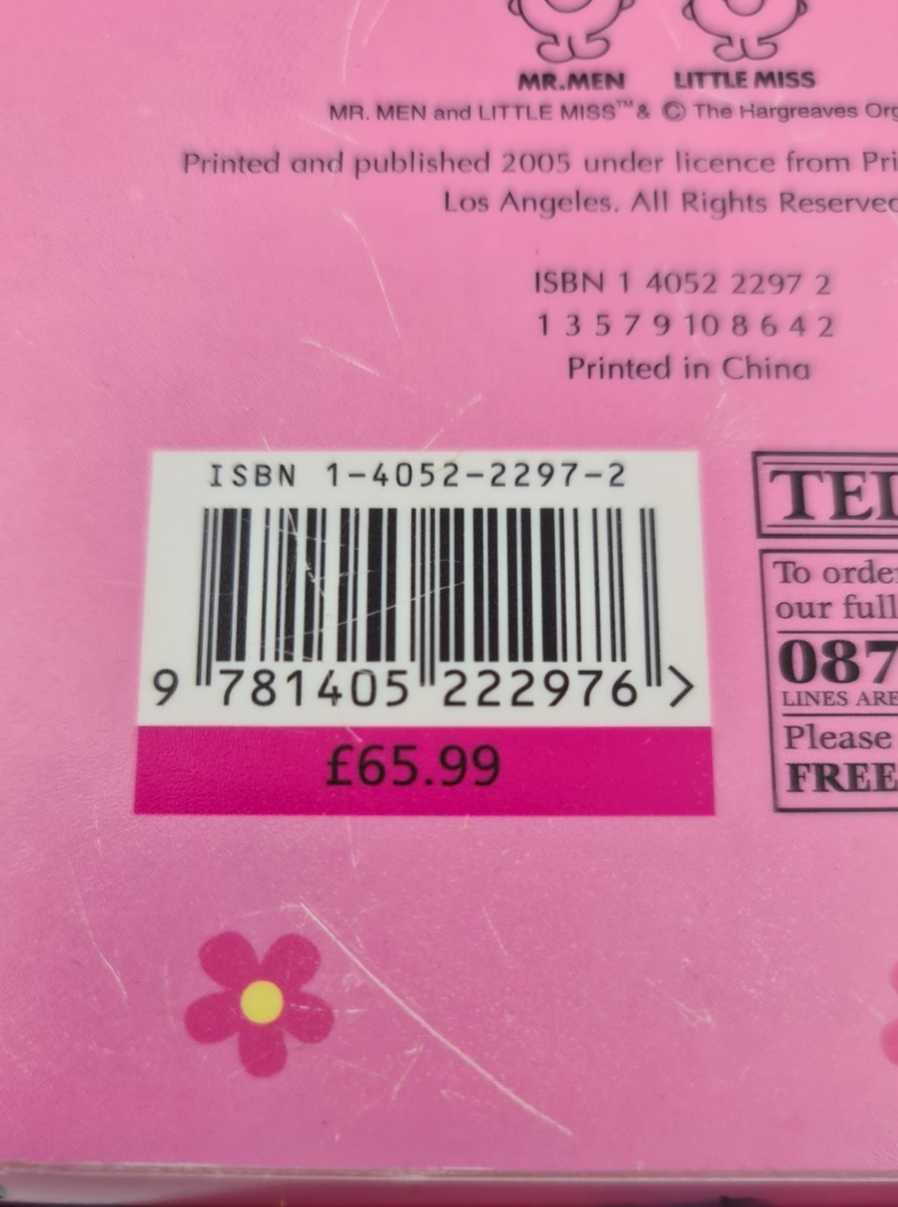 MR.MEN LITTLE MISS
MR. MEN and LITTLE MISS™ & © The Hargreaves Org
Printed and published 2005 under licence from Pri
Los Angeles. All Rights Reserved
ISBN 1 4052 2297 2
1 3 5 7 9 10 8 6 4 2
Printed in China
ISBN 1-4052-2297-2
9 781405 222976 >
£65.99
TEL
To order
our full
087
LINES ARE
Please
FREE